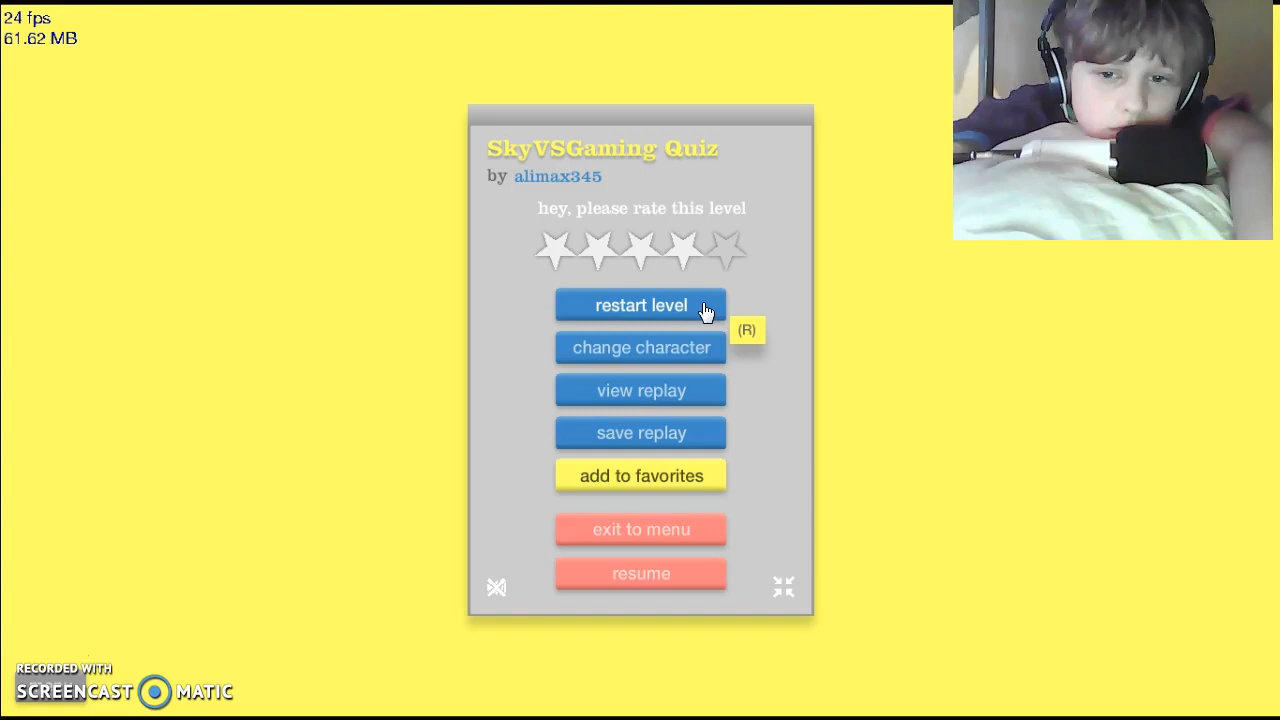 24 fps
61.62 MB
SkyVSGaming Quiz
by alimax345
hey, please rate this level
restart level
(R)
change character
view replay
save replay
add to favorites
exit to menu
resume
RECORDED WITH
SCREENCAST MATIC